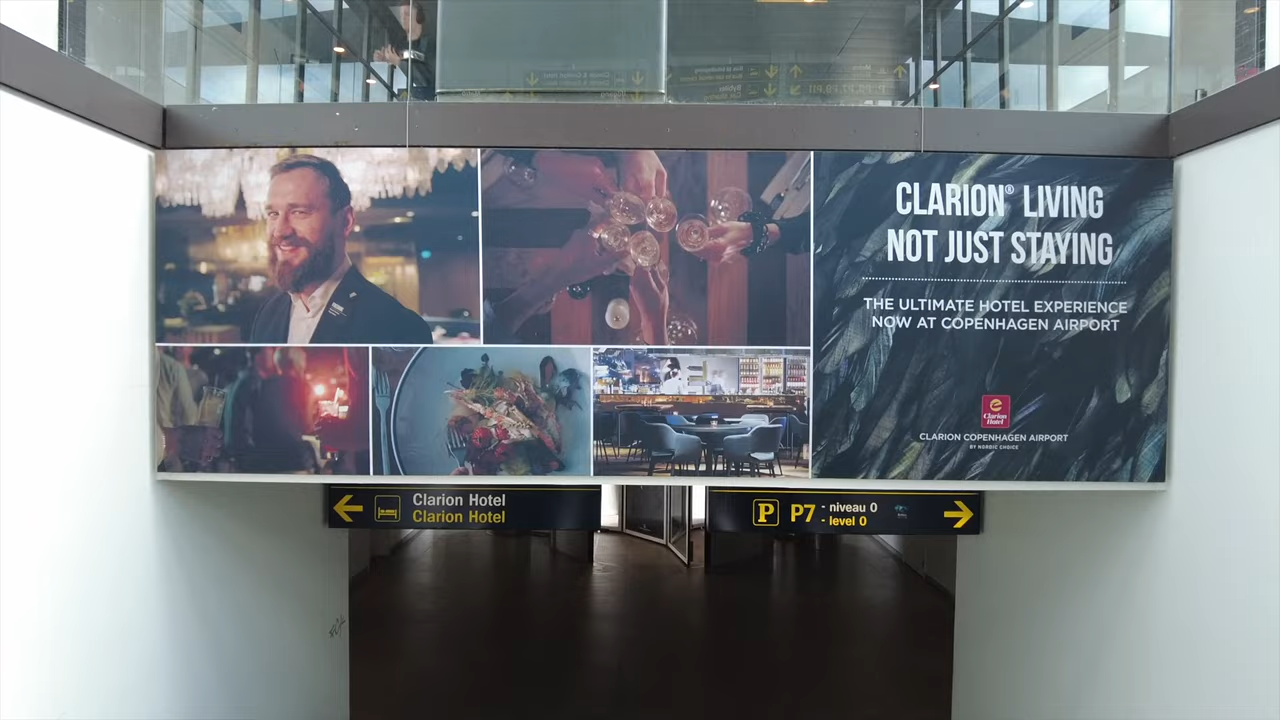 CLARION® LIVING
NOT JUST STAYING
THE ULTIMATE HOTEL EXPERIENCE
NOW AT COPENHAGEN AIRPORT
Clarion
Hotel
CLARION COPENHAGEN AIRPORT
BY NORDIC CHOICE
Clarion Hotel
Clarion Hotel
P P7 - niveau 0
- level 0